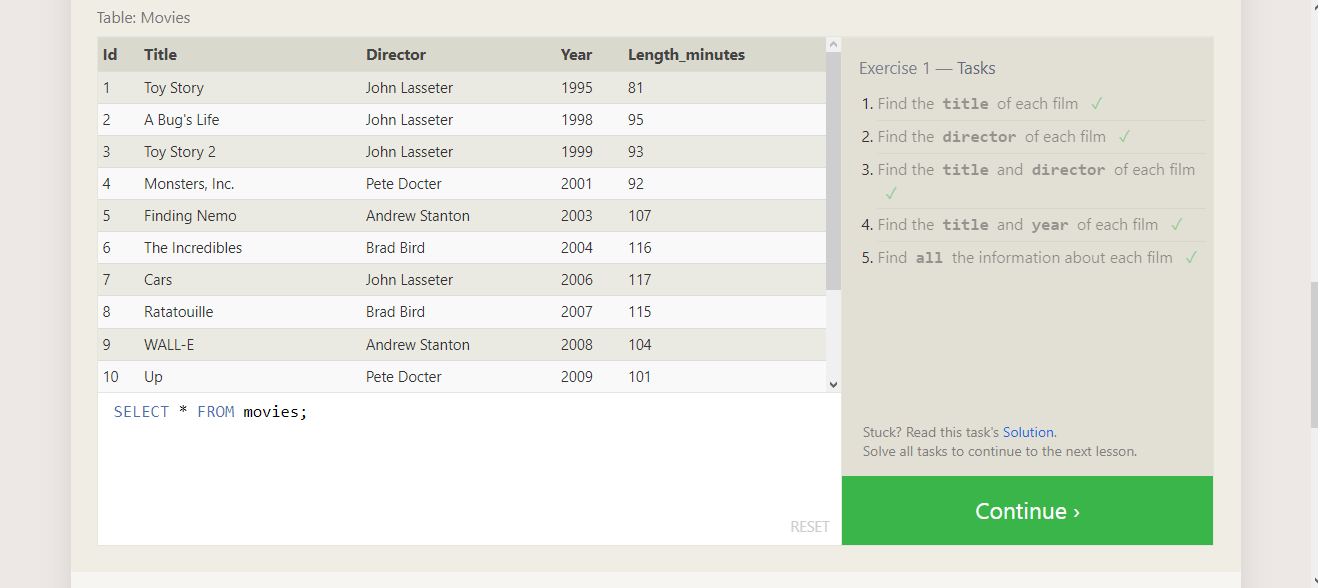 Table: Movies
Id Title Director Year Length_minutes
1 Toy Story John Lasseter 1995 81
2 A Bug's Life John Lasseter 1998 95
3 Toy Story 2 John Lasseter 1999 93
4 Monsters, Inc. Pete Docter 2001 92
5 Finding Nemo Andrew Stanton 2003 107
6 The Incredibles Brad Bird 2004 116
7 Cars John Lasseter 2006 117
8 Ratatouille Brad Bird 2007 115
9 WALL-E Andrew Stanton 2008 104
10 Up Pete Docter 2009 101
SELECT * FROM movies;
RESET
Exercise 1 — Tasks
1. Find the title of each film ✓
2. Find the director of each film ✓
3. Find the title and director of each film
✓
4. Find the title and year of each film ✓
5. Find all the information about each film ✓
Stuck? Read this task's Solution.
Solve all tasks to continue to the next lesson.
Continue ›